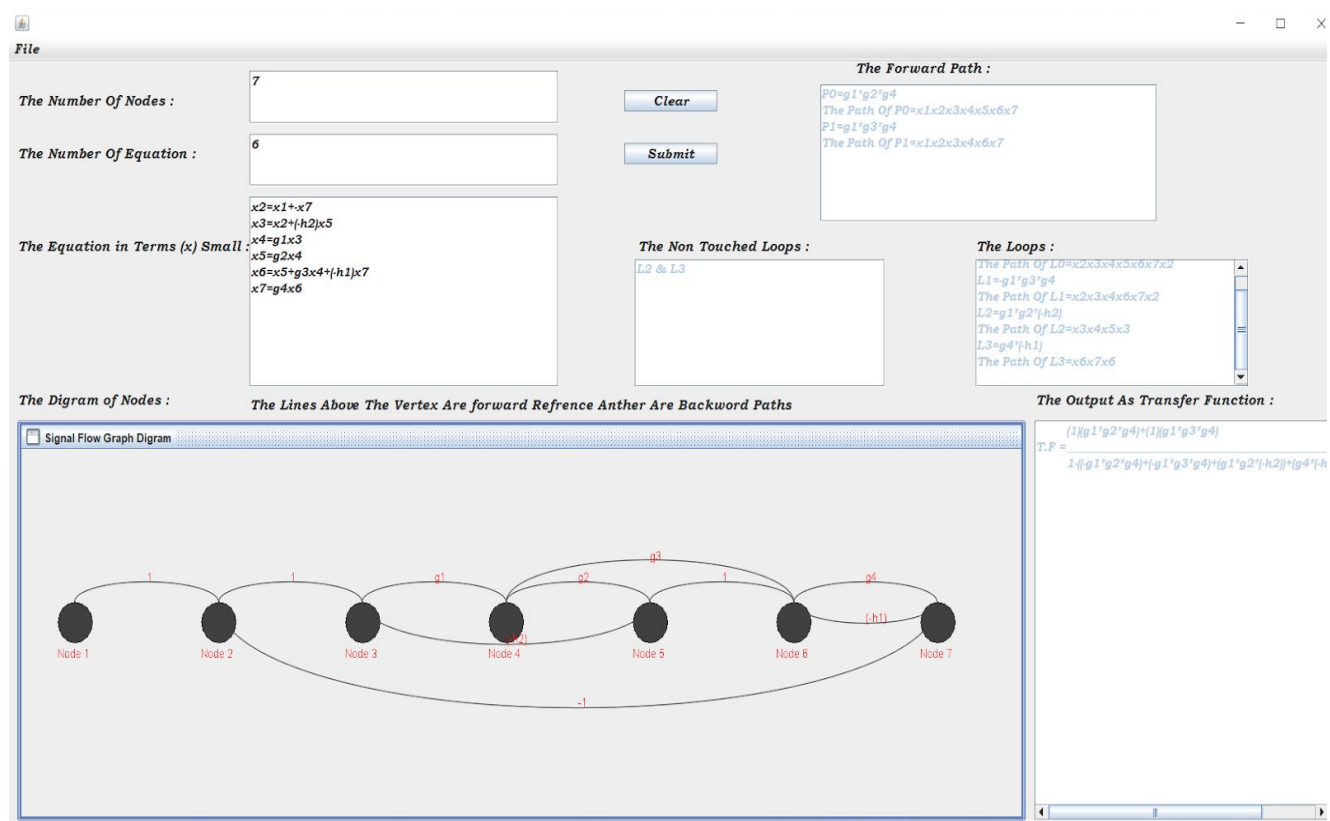 File
The Number Of Nodes :
7
Clear
The Forward Path :
P0=g1*g2*g4
The Path Of P0=x1x2x3x4x5x6x7
P1=g1*g3*g4
The Path Of P1=x1x2x3x4x6x7
The Number Of Equation :
6
Submit
The Equation in Terms (x) Small :
x2=x1+-x7
x3=x2+(-h2)x5
x4=g1x3
x5=g2x4
x6=x5+g3x4+(-h1)x7
x7=g4x6
The Non Touched Loops :
L2 & L3
The Loops :
The Path Of L0=x2x3x4x5x6x7x2
L1=-g1*g3*g4
The Path Of L1=x2x3x4x6x7x2
L2=g1*g2*(-h2)
The Path Of L2=x3x4x5x3
L3=g4*(-h1)
The Path Of L3=x6x7x6
The Digram of Nodes :
The Lines Above The Vertex Are forward Refrence Anther Are Backword Paths
The Output As Transfer Function :
(1)(g1*g2*g4)+(1)(g1*g3*g4)
T.F =
1-((-g1*g2*g4)+(-g1*g3*g4)+(g1*g2*(-h2))+(g4*(-h
Signal Flow Graph Digram
g3
1 1 g1 g2 1 g4
(-h2) (-h1)
Node 1 Node 2 Node 3 Node 4 Node 5 Node 6 Node 7
-1